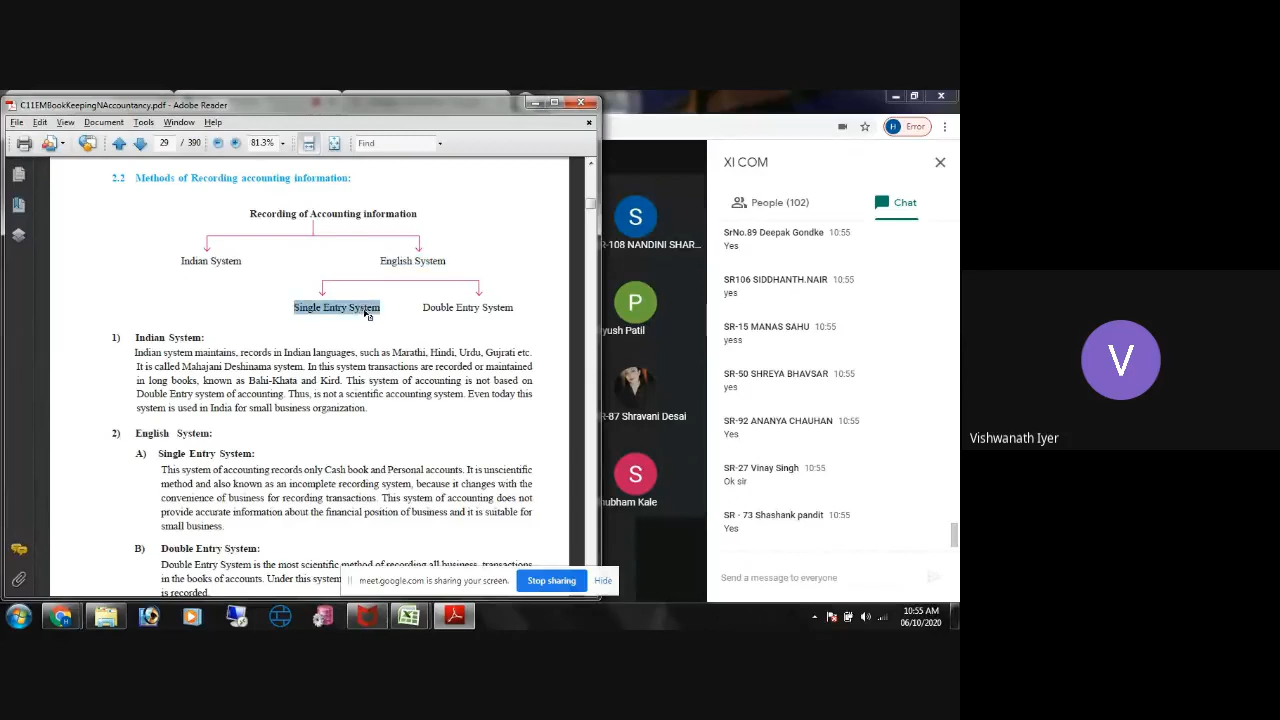 C11EMBookKeepingNAccountancy.pdf - Adobe Reader
File Edit View Document Tools Window Help
29 / 390 81.3% Find
2.2 Methods of Recording accounting information:
Recording of Accounting information
Indian System English System
Single Entry System Double Entry System
1) Indian System:
Indian system maintains, records in Indian languages, such as Marathi, Hindi, Urdu, Gujrati etc.
It is called Mahajani Deshinama system. In this system transactions are recorded or maintained
in long books, known as Bahi-Khata and Kird. This system of accounting is not based on
Double Entry system of accounting. Thus, is not a scientific accounting system. Even today this
system is used in India for small business organization.
2) English System:
A) Single Entry System:
This system of accounting records only Cash book and Personal accounts. It is unscientific
method and also known as an incomplete recording system, because it changes with the
convenience of business for recording transactions. This system of accounting does not
provide accurate information about the financial position of business and it is suitable for
small business.
B) Double Entry System:
Double Entry System is the most scientific method of recording all business transactions
in the books of accounts. Under this system
is recorded.
meet.google.com is sharing your screen. Stop sharing Hide
S
R-108 NANDINI SHAR...
P
yush Patil
R-87 Shravani Desai
S
hubham Kale
H Error
XI COM
People (102) Chat
SrNo.89 Deepak Gondke 10:55
Yes
SR106 SIDDHANTH.NAIR 10:55
yes
SR-15 MANAS SAHU 10:55
yess
SR-50 SHREYA BHAVSAR 10:55
yes
SR-92 ANANYA CHAUHAN 10:55
Yes
SR-27 Vinay Singh 10:55
Ok sir
SR - 73 Shashank pandit 10:55
Yes
Send a message to everyone
10:55 AM
06/10/2020
V
Vishwanath Iyer